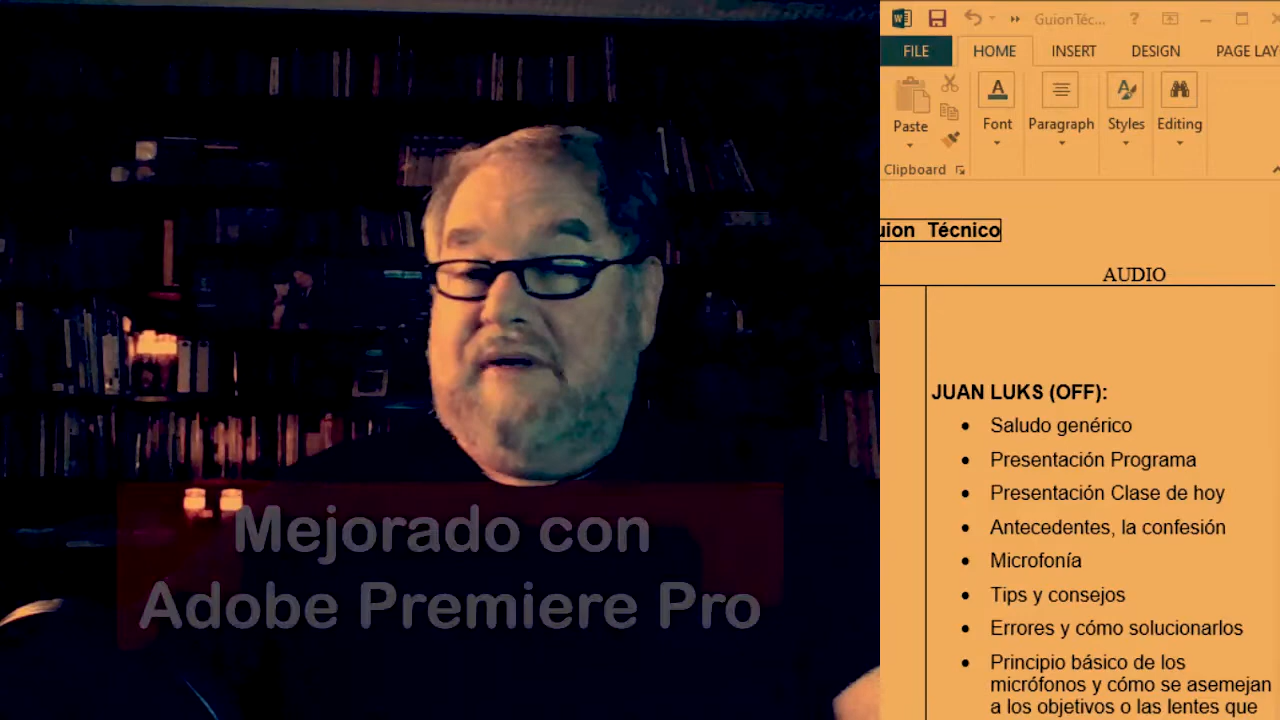 GuionTéc...
FILE HOME INSERT DESIGN PAGE LAY
Paste Font Paragraph Styles Editing
Clipboard
uion Técnico
AUDIO
JUAN LUKS (OFF):
• Saludo genérico
• Presentación Programa
• Presentación Clase de hoy
• Antecedentes, la confesión
• Microfonía
• Tips y consejos
• Errores y cómo solucionarlos
• Principio básico de los
micrófonos y cómo se asemejan
a los objetivos o las lentes que
Mejorado con
Adobe Premiere Pro